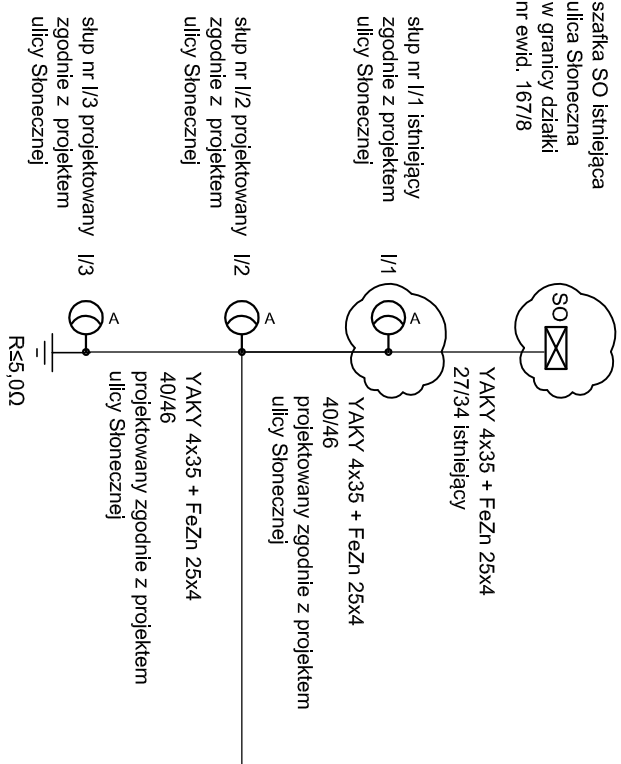 szafka SO istniejąca
ulica Słoneczna
w granicy działki
nr ewid. 167/8
SO
YAKY 4x35 + FeZn 25x4
27/34 istniejący
słup nr I/1 istniejący
zgodnie z projektem
ulicy Słonecznej
I/1
A
YAKY 4x35 + FeZn 25x4
40/46
projektowany zgodnie z projektem
ulicy Słonecznej
słup nr I/2 projektowany
zgodnie z projektem
ulicy Słonecznej
I/2
A
YAKY 4x35 + FeZn 25x4
40/46
projektowany zgodnie z projektem
ulicy Słonecznej
słup nr I/3 projektowany
zgodnie z projektem
ulicy Słonecznej
I/3
A
R≤5,0Ω